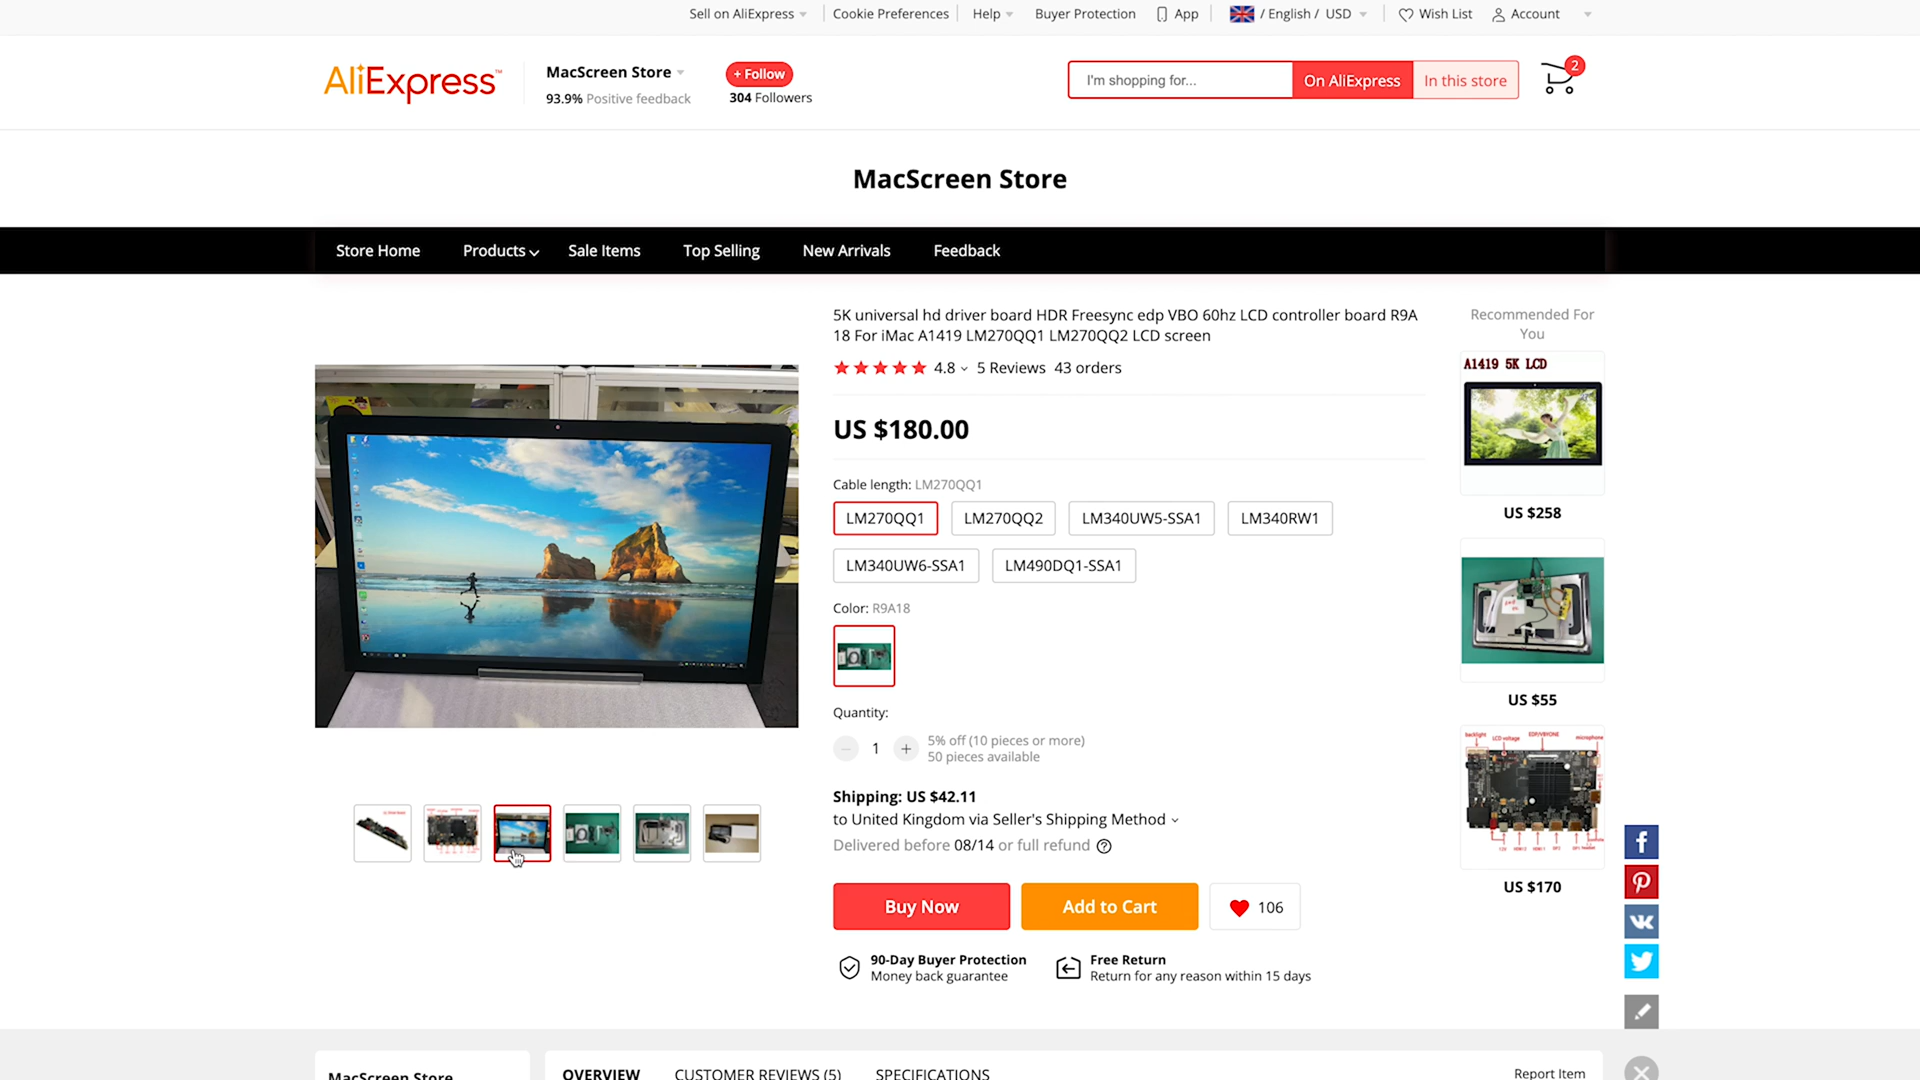 Sell on AliExpress
Cookie Preferences
Help
Buyer Protection
App
/ English / USD
Wish List
Account
AliExpress™
MacScreen Store
93.9% Positive feedback
+ Follow
304 Followers
I'm shopping for...
On AliExpress
In this store
2
MacScreen Store
Store Home
Products
Sale Items
Top Selling
New Arrivals
Feedback
5K universal hd driver board HDR Freesync edp VBO 60hz LCD controller board R9A
18 For iMac A1419 LM270QQ1 LM270QQ2 LCD screen
4.8
5 Reviews
43 orders
US $180.00
Cable length: LM270QQ1
LM270QQ1
LM270QQ2
LM340UW5-SSA1
LM340RW1
LM340UW6-SSA1
LM490DQ1-SSA1
Color: R9A18
Quantity:
1
5% off (10 pieces or more)
50 pieces available
Shipping: US $42.11
to United Kingdom via Seller's Shipping Method
Delivered before 08/14 or full refund
Buy Now
Add to Cart
106
90-Day Buyer Protection
Money back guarantee
Free Return
Return for any reason within 15 days
Recommended For
You
A1419 5K LCD
US $258
US $55
backlight
LCD voltage
EDP/VBYONE
microphone
US $170
MacScreen Store
OVERVIEW
CUSTOMER REVIEWS (5)
SPECIFICATIONS
Report Item